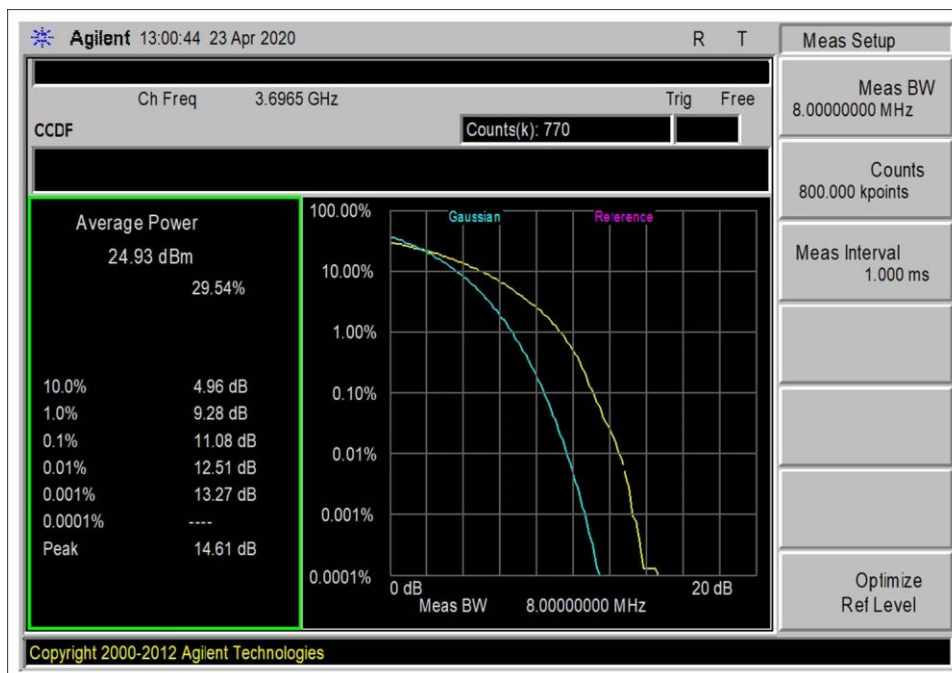 Agilent 13:00:44 23 Apr 2020 R T
Meas Setup
Ch Freq 3.6965 GHz Trig Free
CCDF Counts(k): 770
Meas BW
8.00000000 MHz
Counts
800.000 kpoints
Meas Interval
1.000 ms
Optimize
Ref Level
Average Power
24.93 dBm
29.54%
10.0% 4.96 dB
1.0% 9.28 dB
0.1% 11.08 dB
0.01% 12.51 dB
0.001% 13.27 dB
0.0001% ----
Peak 14.61 dB
Gaussian Reference
100.00%
10.00%
1.00%
0.10%
0.01%
0.001%
0.0001%
0 dB 20 dB
Meas BW 8.00000000 MHz
Copyright 2000-2012 Agilent Technologies